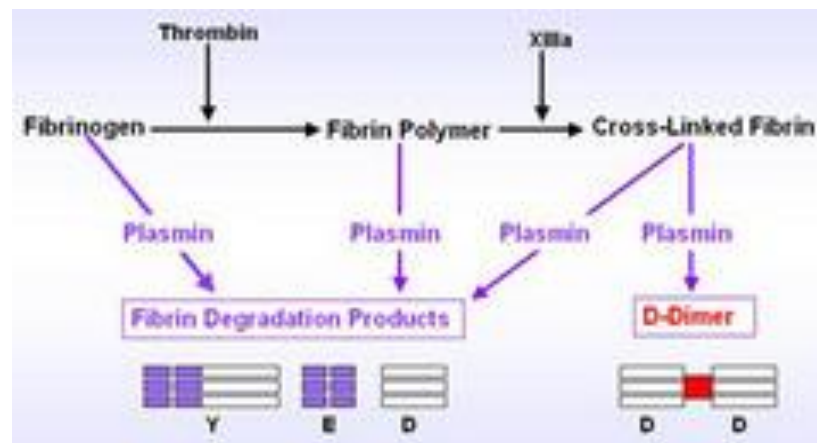 Thrombin
XIIIa
Fibrinogen
Fibrin Polymer
Cross-Linked Fibrin
Plasmin
Plasmin
Plasmin
Plasmin
Fibrin Degradation Products
D-Dimer
Y
E
D
D
D